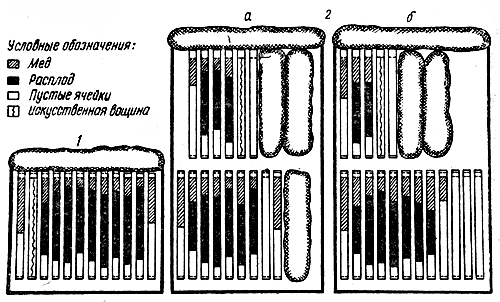 а 2 б
Условные обозначения:
Мед
Расплод
Пустые ячейки
Искусственная вощина
1